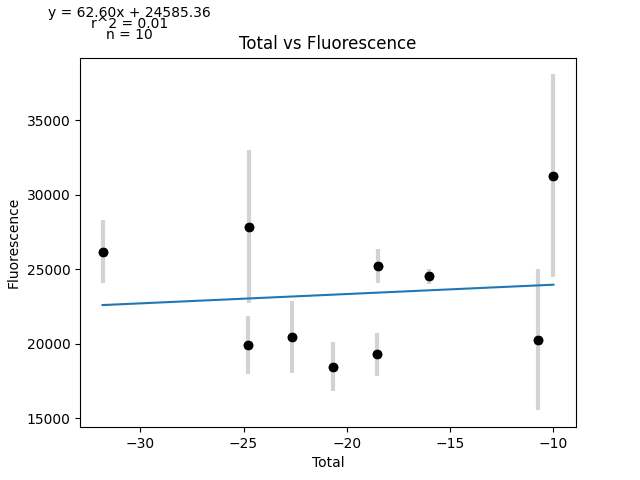 y = 62.60x + 24585.36
r^2 = 0.01
n = 10
Total vs Fluorescence
35000
30000
25000
20000
15000
Fluorescence
−30
−25
−20
−15
−10
Total